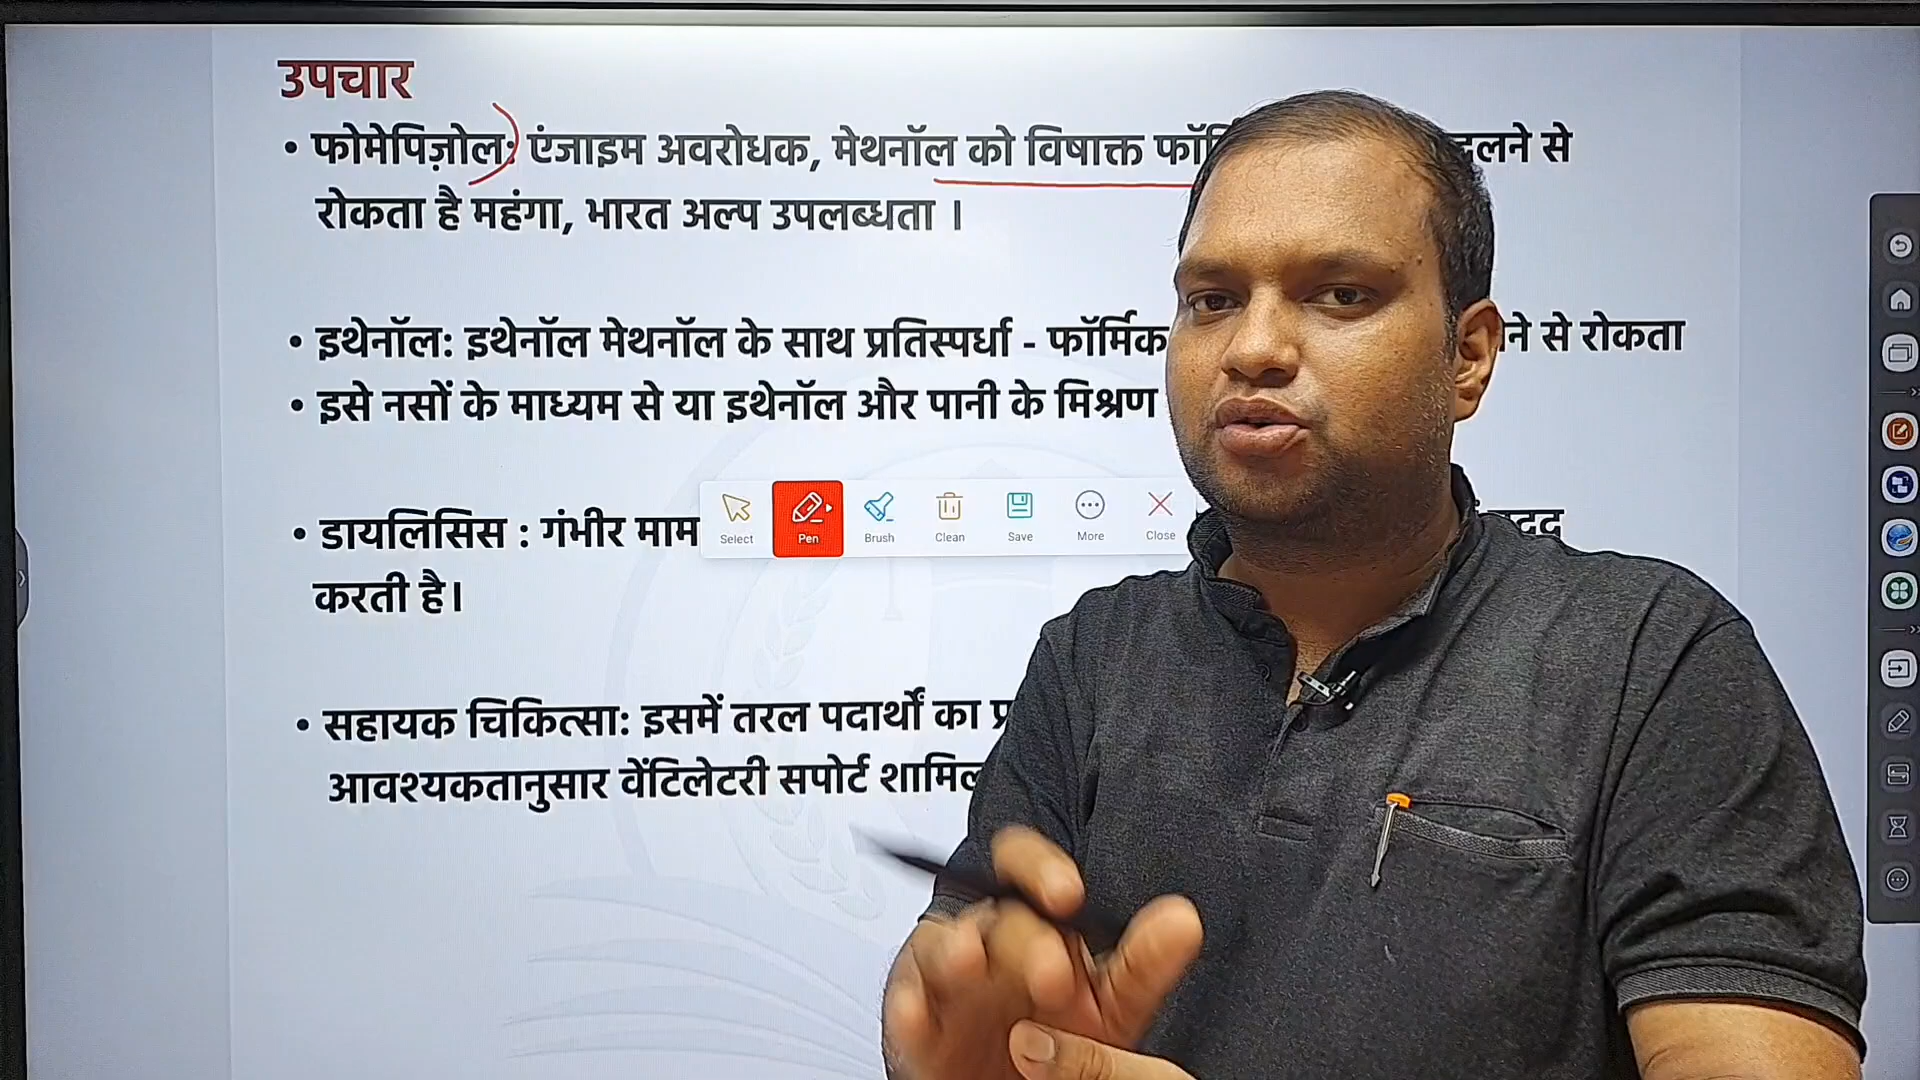 उपचार
• फोमेपिज़ोल: एंजाइम अवरोधक, मेथनॉल को विषाक्त से
रोकता है महंगा, भारत अल्प उपलब्धता ।
• इथेनॉल: इथेनॉल मेथनॉल के साथ प्रतिस्पर्धा - फॉर्मिक से रोकता
• इसे नसों के माध्यम से या इथेनॉल और पानी के मिश्रण
Select Pen Brush Clean Save More Close
• डायलिसिस : गंभीर
करती है।
• सहायक चिकित्सा: इसमें तरल पदार्थों का
आवश्यकतानुसार वेंटिलेटरी सपोर्ट